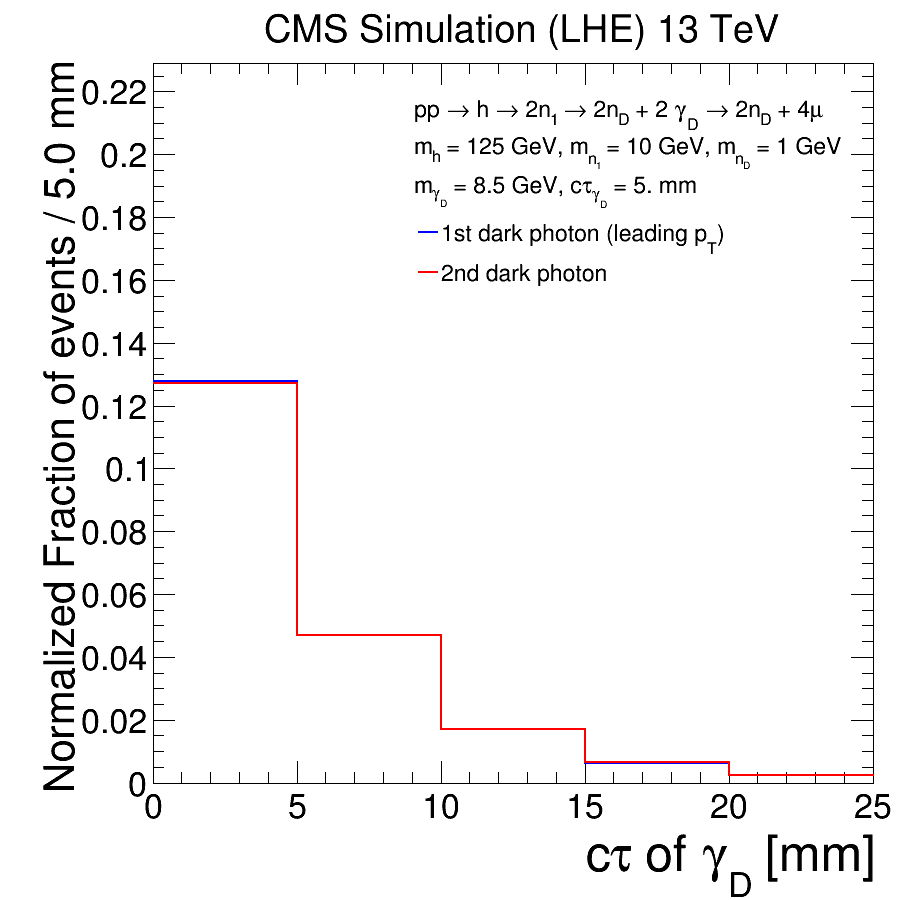 CMS Simulation (LHE) 13 TeV
Normalized Fraction of events / 5.0 mm
0.22
0.2
0.18
0.16
0.14
0.12
0.1
0.08
0.06
0.04
0.02
0
pp → h → 2n1 → 2nD + 2 γD → 2nD + 4μ
mh = 125 GeV, mn1 = 10 GeV, mnD = 1 GeV
mγD = 8.5 GeV, cτγD = 5. mm
1st dark photon (leading pT)
2nd dark photon
0 5 10 15 20 25
cτ of γD [mm]